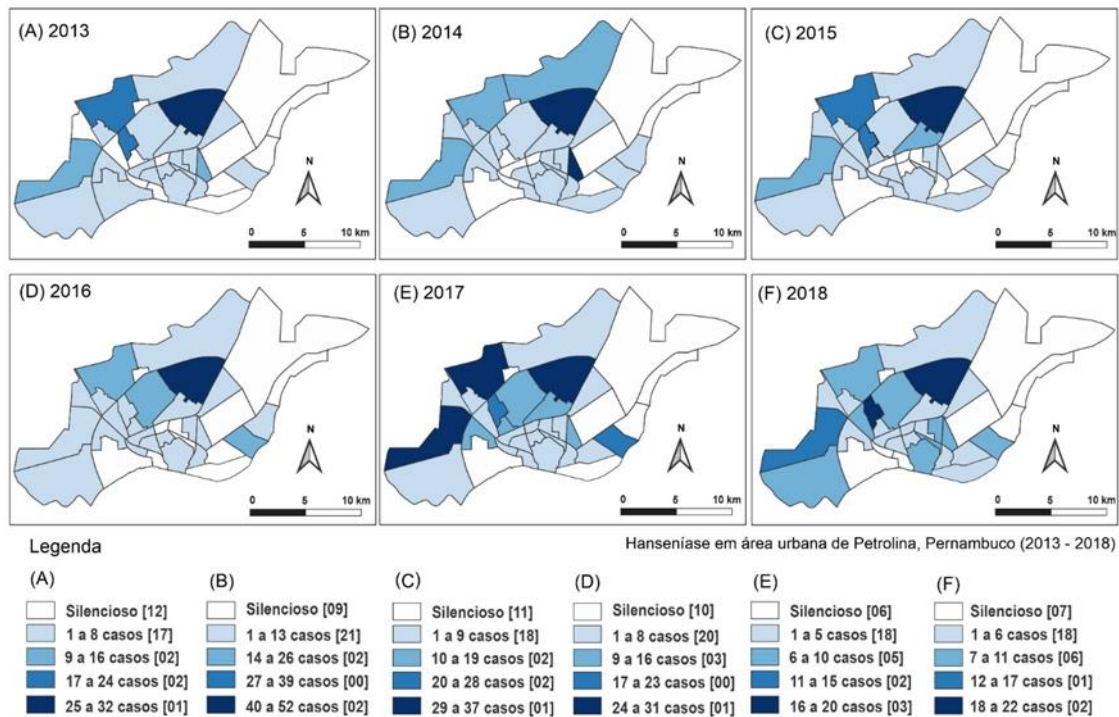 (A) 2013
(B) 2014
(C) 2015
N
N
N
0 5 10 km
0 5 10 km
0 5 10 km
(D) 2016
(E) 2017
(F) 2018
N
N
N
0 5 10 km
0 5 10 km
0 5 10 km
Legenda
Hanseníase em área urbana de Petrolina, Pernambuco (2013 - 2018)
(A)
Silencioso [12]
1 a 8 casos [17]
9 a 16 casos [02]
17 a 24 casos [02]
25 a 32 casos [01]
(B)
Silencioso [09]
1 a 13 casos [21]
14 a 26 casos [02]
27 a 39 casos [00]
40 a 52 casos [02]
(C)
Silencioso [11]
1 a 9 casos [18]
10 a 19 casos [02]
20 a 28 casos [02]
29 a 37 casos [01]
(D)
Silencioso [10]
1 a 8 casos [20]
9 a 16 casos [03]
17 a 23 casos [00]
24 a 31 casos [01]
(E)
Silencioso [06]
1 a 5 casos [18]
6 a 10 casos [05]
11 a 15 casos [02]
16 a 20 casos [03]
(F)
Silencioso [07]
1 a 6 casos [18]
7 a 11 casos [06]
12 a 17 casos [01]
18 a 22 casos [02]